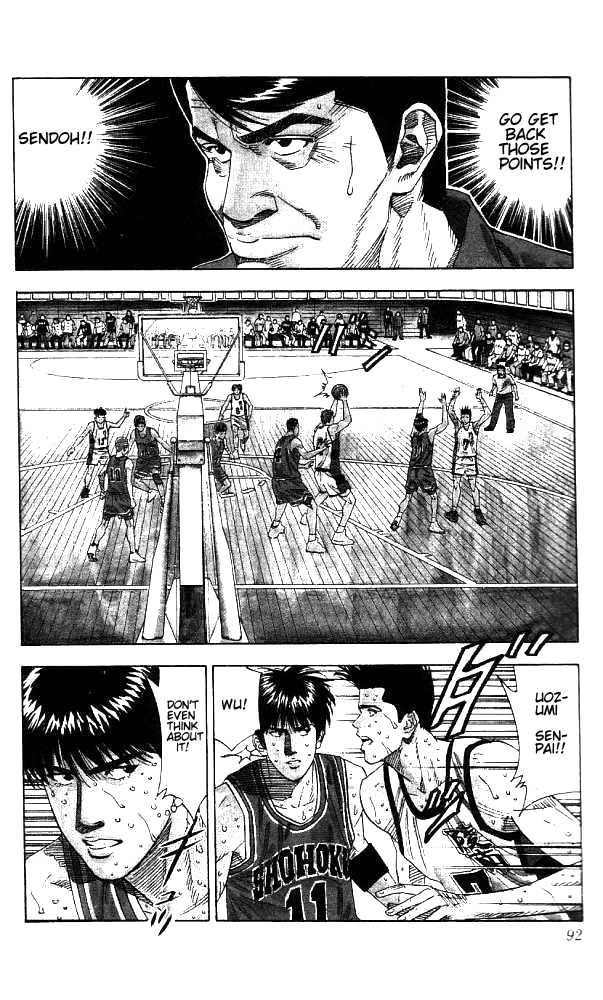 SENDOH!!
GO GET
BACK
THOSE
POINTS!!
DON'T
EVEN
THINK
ABOUT
IT!
WU!
UOZ-
UMI
SEN-
PAI!!
SHOHOKU
11
7
92